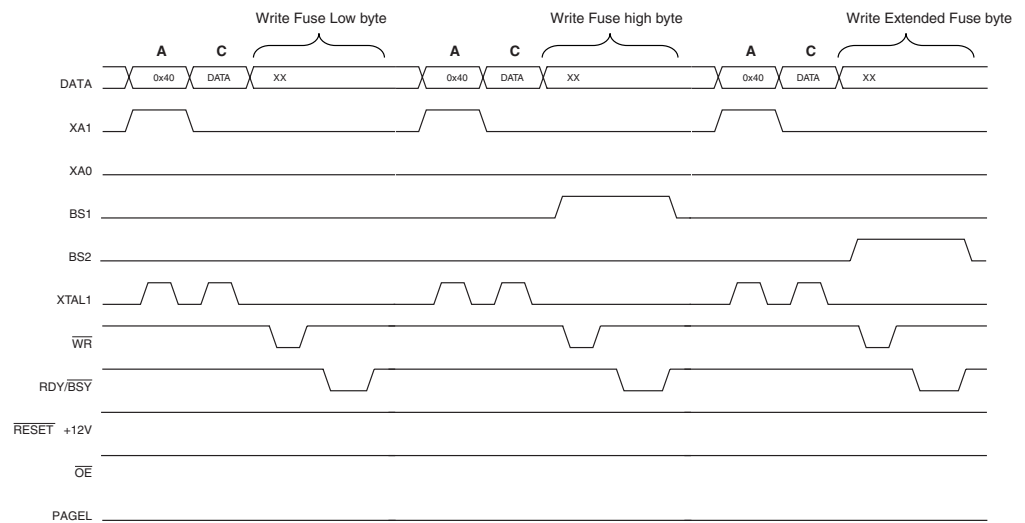 Write Fuse Low byte Write Fuse high byte Write Extended Fuse byte
A C A C A C
DATA 0x40 DATA XX 0x40 DATA XX 0x40 DATA XX
XA1
XA0
BS1
BS2
XTAL1
WR
RDY/BSY
RESET +12V
OE
PAGEL